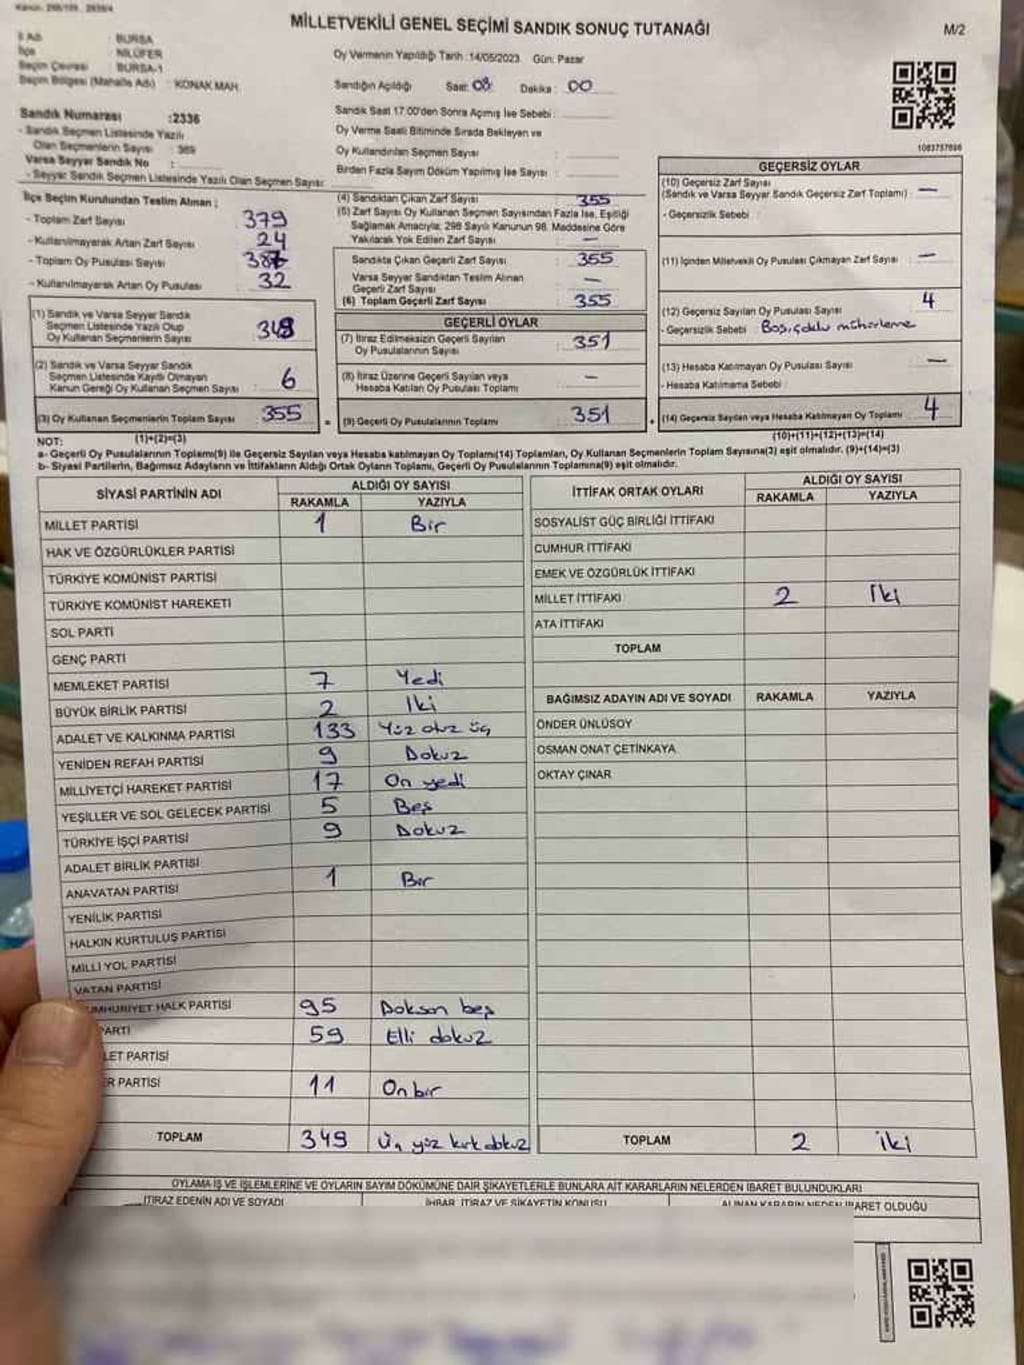 MİLLETVEKİLİ GENEL SEÇİMİ SANDIK SONUÇ TUTANAĞI
M/2
İl Adı : BURSA
İlçe : NİLÜFER
Seçim Çevresi : BURSA-1
Seçim Bölgesi (Mahalle Adı) : KONAK MAH.
Oy Vermenin Yapıldığı Tarih :14/05/2023 Gün: Pazar
Sandığın Açıldığı Saat: 08 Dakika : 00
Sandık Numarası :2336
Sandık Saat 17:00'den Sonra Açımış İse Sebebi :
- Sandık Seçmen Listesinde Yazılı
Olan Seçmenlerin Sayısı : 369
Oy Verme Saati Bitiminde Sırada Bekleyen ve
Oy Kullandırılan Seçmen Sayısı :
Varsa Seyyar Sandık No :
- Seyyar Sandık Seçmen Listesinde Yazılı Olan Seçmen Sayısı :
Birden Fazla Sayım Döküm Yapılmış İse Sayısı :
1083757898
İlçe Seçim Kurulundan Teslim Alınan ;
- Toplam Zarf Sayısı : 379
- Kullanılmayarak Artan Zarf Sayısı : 24
- Toplam Oy Pusulası Sayısı : 387
- Kullanılmayarak Artan Oy Pusulası : 32
(1) Sandık ve Varsa Seyyar Sandık
Seçmen Listesinde Yazılı Olup
Oy Kullanan Seçmenlerin Sayısı : 349
(2) Sandık ve Varsa Seyyar Sandık
Seçmen Listesinde Kayıtlı Olmayan
Kanun Gereği Oy Kullanan Seçmen Sayısı : 6
(3) Oy Kullanan Seçmenlerin Toplam Sayısı : 355
(1)+(2)=(3)
(4) Sandıktan Çıkan Zarf Sayısı : 355
(5) Zarf Sayısı Oy Kullanan Seçmen Sayısından Fazla İse, Eşitliği
Sağlamak Amacıyla; 298 Sayılı Kanunun 98. Maddesine Göre
Yakılarak Yok Edilen Zarf Sayısı : —
Sandıkta Çıkan Geçerli Zarf Sayısı : 355
Varsa Seyyar Sandıktan Teslim Alınan
Geçerli Zarf Sayısı : —
(6) Toplam Geçerli Zarf Sayısı : 355
GEÇERLİ OYLAR
(7) İtiraz Edilmeksizin Geçerli Sayılan
Oy Pusulalarının Sayısı : 351
(8) İtiraz Üzerine Geçerli Sayılan veya
Hesaba Katılan Oy Pusulası Toplamı : —
= (9) Geçerli Oy Pusulalarının Toplamı : 351
GEÇERSİZ OYLAR
(10) Geçersiz Zarf Sayısı
(Sandık ve Varsa Seyyar Sandık Geçersiz Zarf Toplamı) : —
- Geçersizlik Sebebi :
(11) İçinden Milletvekili Oy Pusulası Çıkmayan Zarf Sayısı : —
(12) Geçersiz Sayılan Oy Pusulası Sayısı : 4
- Geçersizlik Sebebi : Boş, çoklu mühürleme
(13) Hesaba Katılmayan Oy Pusulası Sayısı : —
- Hesaba Katılmama Sebebi :
+ (14) Geçersiz Sayılan veya Hesaba Katılmayan Oy Toplamı : 4
(10)+(11)+(12)+(13)=(14)
NOT:
a- Geçerli Oy Pusulalarının Toplamı(9) ile Geçersiz Sayılan veya Hesaba katılmayan Oy Toplamı(14) Toplamları, Oy Kullanan Seçmenlerin Toplam Sayısına(3) eşit olmalıdır. (9)+(14)=(3)
b- Siyasi Partilerin, Bağımsız Adayların ve İttifakların Aldığı Ortak Oyların Toplamı, Geçerli Oy Pusulalarının Toplamına(9) eşit olmalıdır.
SİYASİ PARTİNİN ADI ALDIĞI OY SAYISI
RAKAMLA YAZIYLA
MİLLET PARTİSİ 1 Bir
HAK VE ÖZGÜRLÜKLER PARTİSİ
TÜRKİYE KOMÜNİST PARTİSİ
TÜRKİYE KOMÜNİST HAREKETİ
SOL PARTİ
GENÇ PARTİ
MEMLEKET PARTİSİ 7 Yedi
BÜYÜK BİRLİK PARTİSİ 2 İki
ADALET VE KALKINMA PARTİSİ 133 Yüz otuz üç
YENİDEN REFAH PARTİSİ 9 Dokuz
MİLLİYETÇİ HAREKET PARTİSİ 17 On yedi
YEŞİLLER VE SOL GELECEK PARTİSİ 5 Beş
TÜRKİYE İŞÇİ PARTİSİ 9 Dokuz
ADALET BİRLİK PARTİSİ
ANAVATAN PARTİSİ 1 Bir
YENİLİK PARTİSİ
HALKIN KURTULUŞ PARTİSİ
MİLLİ YOL PARTİSİ
VATAN PARTİSİ
UMHURİYET HALK PARTİSİ 95 Doksan beş
PARTİ 59 Elli dokuz
LET PARTİSİ
R PARTİSİ 11 On bir
TOPLAM 349 Üç yüz kırk dokuz
İTTİFAK ORTAK OYLARI ALDIĞI OY SAYISI
RAKAMLA YAZIYLA
SOSYALİST GÜÇ BİRLİĞİ İTTİFAKI
CUMHUR İTTİFAKI
EMEK VE ÖZGÜRLÜK İTTİFAKI
MİLLET İTTİFAKI 2 İki
ATA İTTİFAKI
TOPLAM
BAĞIMSIZ ADAYIN ADI VE SOYADI RAKAMLA YAZIYLA
ÖNDER ÜNLÜSOY
OSMAN ONAT ÇETİNKAYA
OKTAY ÇINAR
TOPLAM 2 iki
OYLAMA İŞ VE İŞLEMLERİNE VE OYLARIN SAYIM DÖKÜMÜNE DAİR ŞİKAYETLERLE BUNLARA AİT KARARLARIN NELERDEN İBARET BULUNDUKLARI
İTİRAZ EDENİN ADI VE SOYADI İHBAR, İTİRAZ VE ŞİKAYETİN KONUSU ALINAN KARARIN NEDEN İBARET OLDUĞU